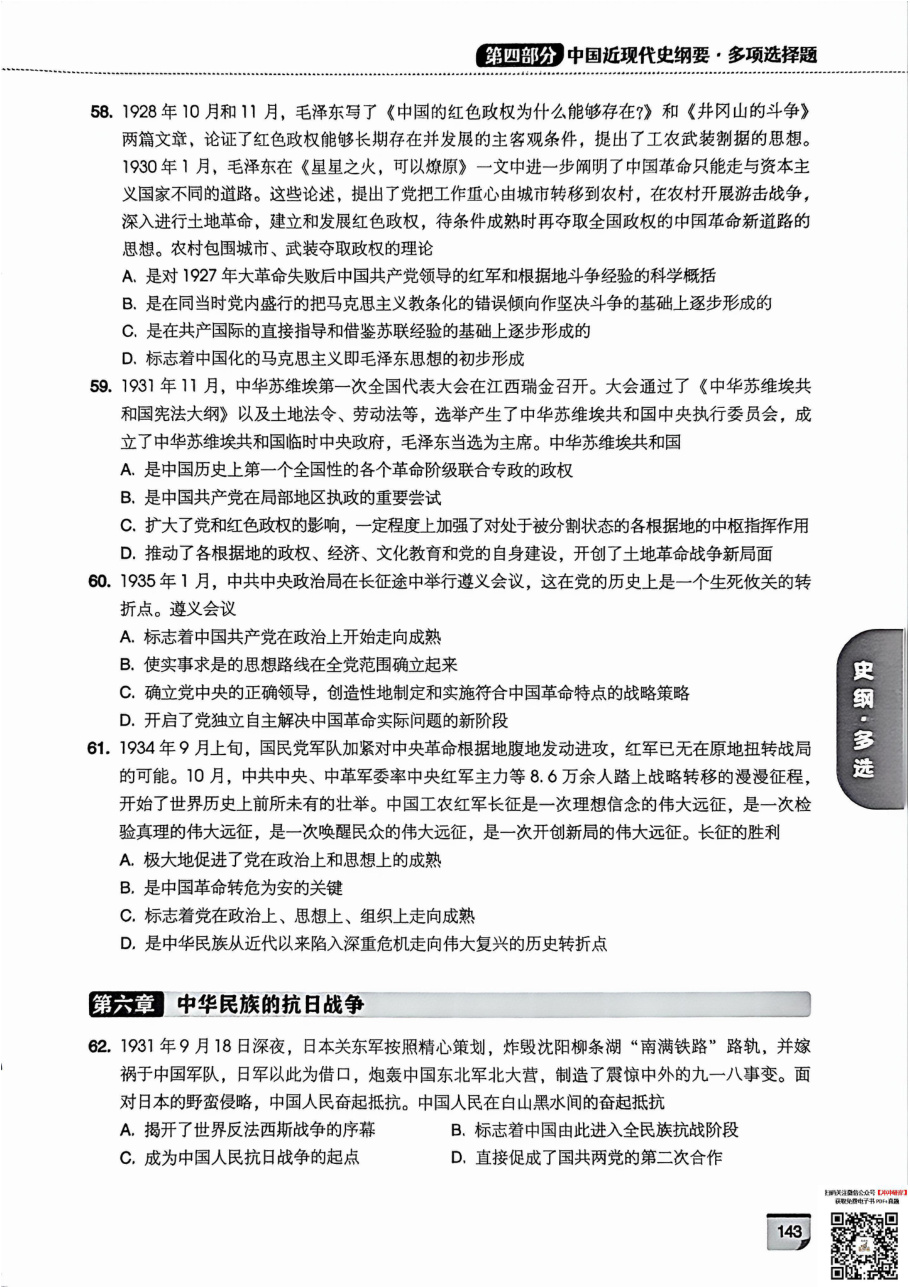 第四部分 中国近现代史纲要·多项选择题
58. 1928 年 10 月和 11 月，毛泽东写了《中国的红色政权为什么能够存在?》和《井冈山的斗争》
两篇文章，论证了红色政权能够长期存在并发展的主客观条件，提出了工农武装割据的思想。
1930 年 1 月，毛泽东在《星星之火，可以燎原》一文中进一步阐明了中国革命只能走与资本主
义国家不同的道路。这些论述，提出了党把工作重心由城市转移到农村，在农村开展游击战争，
深入进行土地革命，建立和发展红色政权，待条件成熟时再夺取全国政权的中国革命新道路的
思想。农村包围城市、武装夺取政权的理论
A. 是对 1927 年大革命失败后中国共产党领导的红军和根据地斗争经验的科学概括
B. 是在同当时党内盛行的把马克思主义教条化的错误倾向作坚决斗争的基础上逐步形成的
C. 是在共产国际的直接指导和借鉴苏联经验的基础上逐步形成的
D. 标志着中国化的马克思主义即毛泽东思想的初步形成
59. 1931 年 11 月，中华苏维埃第一次全国代表大会在江西瑞金召开。大会通过了《中华苏维埃共
和国宪法大纲》以及土地法令、劳动法等，选举产生了中华苏维埃共和国中央执行委员会，成
立了中华苏维埃共和国临时中央政府，毛泽东当选为主席。中华苏维埃共和国
A. 是中国历史上第一个全国性的各个革命阶级联合专政的政权
B. 是中国共产党在局部地区执政的重要尝试
C. 扩大了党和红色政权的影响，一定程度上加强了对处于被分割状态的各根据地的中枢指挥作用
D. 推动了各根据地的政权、经济、文化教育和党的自身建设，开创了土地革命战争新局面
60. 1935 年 1 月，中共中央政治局在长征途中举行遵义会议，这在党的历史上是一个生死攸关的转
折点。遵义会议
A. 标志着中国共产党在政治上开始走向成熟
B. 使实事求是的思想路线在全党范围确立起来
C. 确立党中央的正确领导，创造性地制定和实施符合中国革命特点的战略策略
D. 开启了党独立自主解决中国革命实际问题的新阶段
61. 1934 年 9 月上旬，国民党军队加紧对中央革命根据地腹地发动进攻，红军已无在原地扭转战局
的可能。10 月，中共中央、中革军委率中央红军主力等 8.6 万余人踏上战略转移的漫漫征程，
开始了世界历史上前所未有的壮举。中国工农红军长征是一次理想信念的伟大远征，是一次检
验真理的伟大远征，是一次唤醒民众的伟大远征，是一次开创新局的伟大远征。长征的胜利
A. 极大地促进了党在政治上和思想上的成熟
B. 是中国革命转危为安的关键
C. 标志着党在政治上、思想上、组织上走向成熟
D. 是中华民族从近代以来陷入深重危机走向伟大复兴的历史转折点
史纲·多选
第六章 中华民族的抗日战争
62. 1931 年 9 月 18 日深夜，日本关东军按照精心策划，炸毁沈阳柳条湖“南满铁路”路轨，并嫁
祸于中国军队，日军以此为借口，炮轰中国东北军北大营，制造了震惊中外的九一八事变。面
对日本的野蛮侵略，中国人民奋起抵抗。中国人民在白山黑水间的奋起抵抗
A. 揭开了世界反法西斯战争的序幕 B. 标志着中国由此进入全民族抗战阶段
C. 成为中国人民抗日战争的起点 D. 直接促成了国共两党的第二次合作
143